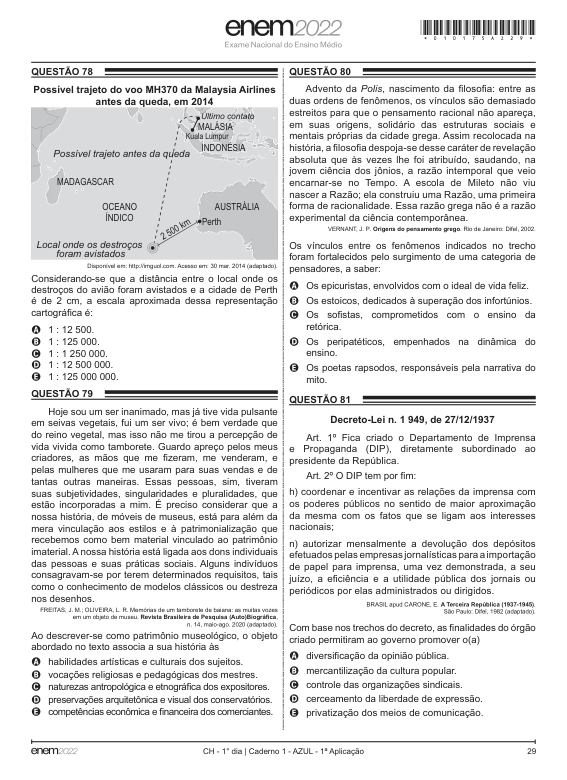 enem2022
Exame Nacional do Ensino Médio
*010175AZ29*
QUESTÃO 78
Possível trajeto do voo MH370 da Malaysia Airlines
antes da queda, em 2014
Último contato
MALÁSIA
Kuala Lumpur
INDONÉSIA
Possível trajeto antes da queda
MADAGASCAR
OCEANO
ÍNDICO
AUSTRÁLIA
2 500 km
Perth
Local onde os destroços
foram avistados
Disponível em: http://imguol.com. Acesso em: 30 mar. 2014 (adaptado).
Considerando-se que a distância entre o local onde os
destroços do avião foram avistados e a cidade de Perth
é de 2 cm, a escala aproximada dessa representação
cartográfica é:
A 1 : 12 500.
B 1 : 125 000.
C 1 : 1 250 000.
D 1 : 12 500 000.
E 1 : 125 000 000.
QUESTÃO 79
Hoje sou um ser inanimado, mas já tive vida pulsante
em seivas vegetais, fui um ser vivo; é bem verdade que
do reino vegetal, mas isso não me tirou a percepção de
vida vivida como tamborete. Guardo apreço pelos meus
criadores, as mãos que me fizeram, me venderam, e
pelas mulheres que me usaram para suas vendas e de
tantas outras maneiras. Essas pessoas, sim, tiveram
suas subjetividades, singularidades e pluralidades, que
estão incorporadas a mim. É preciso considerar que a
nossa história, de móveis de museus, está para além da
mera vinculação aos estilos e à patrimonialização que
recebemos como bem material vinculado ao patrimônio
imaterial. A nossa história está ligada aos dons individuais
das pessoas e suas práticas sociais. Alguns indivíduos
consagravam-se por terem determinados requisitos, tais
como o conhecimento de modelos clássicos ou destreza
nos desenhos.
FREITAS, J. M.; OLIVEIRA, L. R. Memórias de um tamborete de baiana: as muitas vozes
em um objeto de museu. Revista Brasileira de Pesquisa (Auto)Biográfica,
n. 14, maio-ago. 2020 (adaptado).
Ao descrever-se como patrimônio museológico, o objeto
abordado no texto associa a sua história às
A habilidades artísticas e culturais dos sujeitos.
B vocações religiosas e pedagógicas dos mestres.
C naturezas antropológica e etnográfica dos expositores.
D preservações arquitetônica e visual dos conservatórios.
E competências econômica e financeira dos comerciantes.
QUESTÃO 80
Advento da Polis, nascimento da filosofia: entre as
duas ordens de fenômenos, os vínculos são demasiado
estreitos para que o pensamento racional não apareça,
em suas origens, solidário das estruturas sociais e
mentais próprias da cidade grega. Assim recolocada na
história, a filosofia despoja-se desse caráter de revelação
absoluta que às vezes lhe foi atribuído, saudando, na
jovem ciência dos jônios, a razão intemporal que veio
encarnar-se no Tempo. A escola de Mileto não viu
nascer a Razão; ela construiu uma Razão, uma primeira
forma de racionalidade. Essa razão grega não é a razão
experimental da ciência contemporânea.
VERNANT, J. P. Origens do pensamento grego. Rio de Janeiro: Difel, 2002.
Os vínculos entre os fenômenos indicados no trecho
foram fortalecidos pelo surgimento de uma categoria de
pensadores, a saber:
A Os epicuristas, envolvidos com o ideal de vida feliz.
B Os estoicos, dedicados à superação dos infortúnios.
C Os sofistas, comprometidos com o ensino da
retórica.
D Os peripatéticos, empenhados na dinâmica do
ensino.
E Os poetas rapsodos, responsáveis pela narrativa do
mito.
QUESTÃO 81
Decreto-Lei n. 1 949, de 27/12/1937
Art. 1º Fica criado o Departamento de Imprensa
e Propaganda (DIP), diretamente subordinado ao
presidente da República.
Art. 2º O DIP tem por fim:
h) coordenar e incentivar as relações da imprensa com
os poderes públicos no sentido de maior aproximação
da mesma com os fatos que se ligam aos interesses
nacionais;
n) autorizar mensalmente a devolução dos depósitos
efetuados pelas empresas jornalísticas para a importação
de papel para imprensa, uma vez demonstrada, a seu
juízo, a eficiência e a utilidade pública dos jornais ou
periódicos por elas administrados ou dirigidos.
BRASIL apud CARONE, E. A Terceira República (1937-1945).
São Paulo: Difel, 1982 (adaptado).
Com base nos trechos do decreto, as finalidades do órgão
criado permitiram ao governo promover o(a)
A diversificação da opinião pública.
B mercantilização da cultura popular.
C controle das organizações sindicais.
D cerceamento da liberdade de expressão.
E privatização dos meios de comunicação.
enem2022
CH - 1° dia | Caderno 1 - AZUL - 1ª Aplicação
29